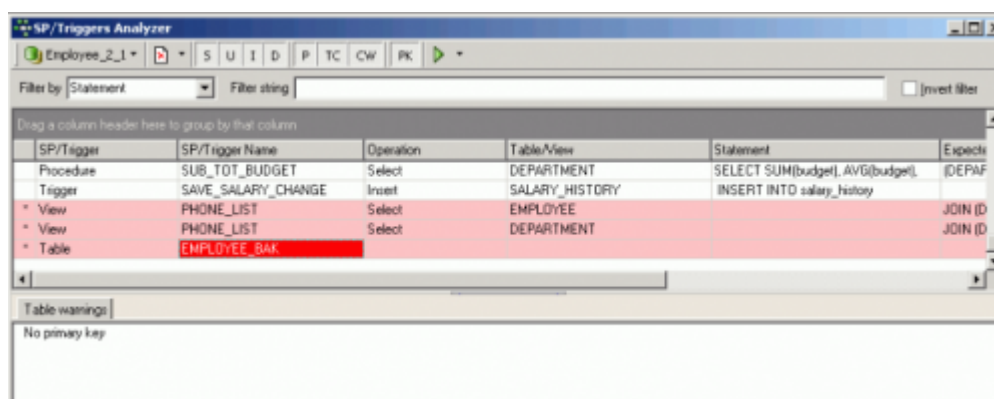 SP/Triggers Analyzer
Employee_2_1 S U I D P TC CW PK
Filter by Statement Filter string Invert filter
Drag a column header here to group by that column
SP/Trigger SP/Trigger Name Operation Table/View Statement Expecte
Procedure SUB_TOT_BUDGET Select DEPARTMENT SELECT SUM(budget), AVG(budget), (DEPAR
Trigger SAVE_SALARY_CHANGE Insert SALARY_HISTORY INSERT INTO salary_history
* View PHONE_LIST Select EMPLOYEE JOIN (D
* View PHONE_LIST Select DEPARTMENT JOIN (D
* Table EMPLOYEE_BAK
Table warnings
No primary key